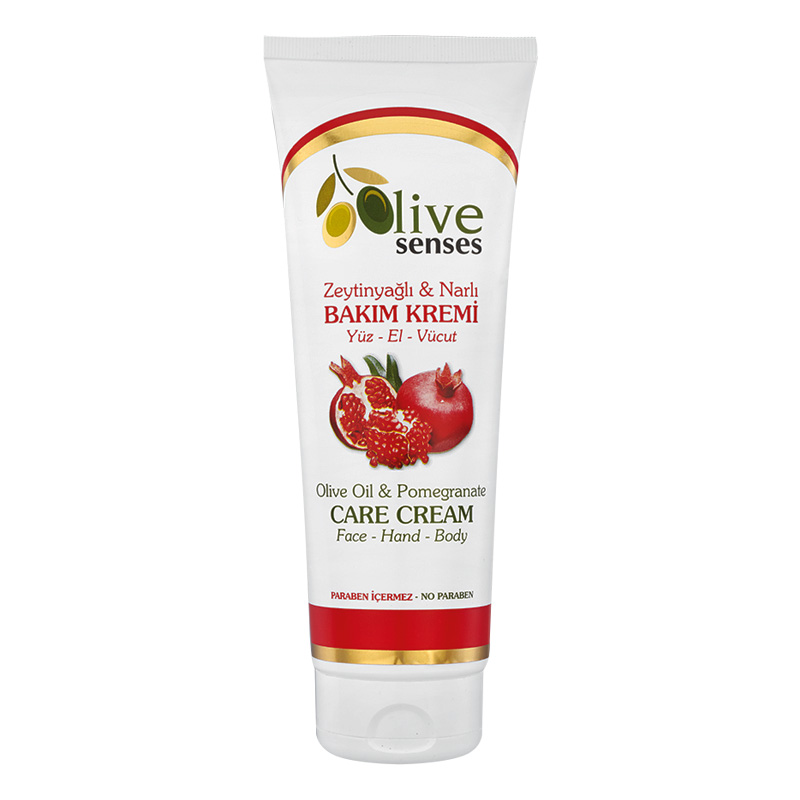 Olive
senses
Zeytinyağlı & Narlı
BAKIM KREMİ
Yüz - El - Vücut
Olive Oil & Pomegranate
CARE CREAM
Face - Hand - Body
PARABEN İÇERMEZ - NO PARABEN